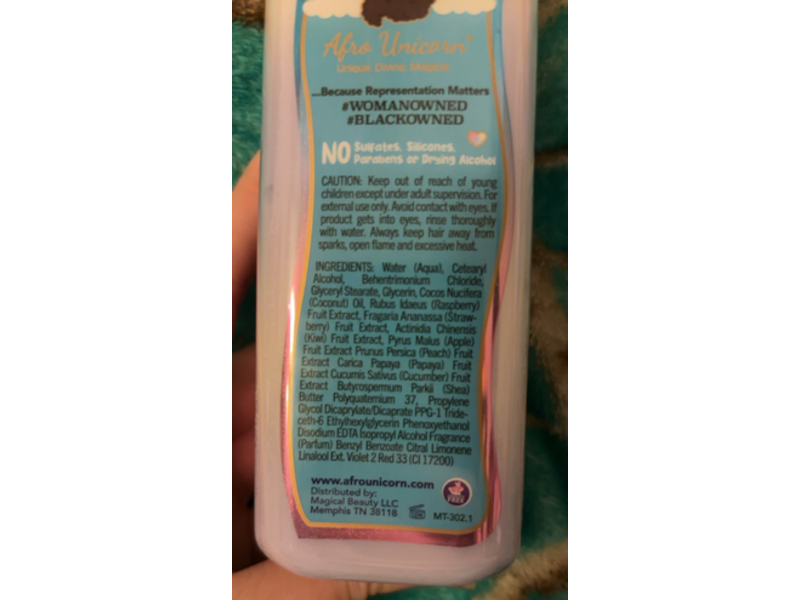 Afro Unicorn
Unique. Divine. Magical.
...Because Representation Matters
#WOMANOWNED
#BLACKOWNED
NO Sulfates, Silicones,
Parabens or Drying Alcohol
CAUTION: Keep out of reach of young
children except under adult supervision. For
external use only. Avoid contact with eyes. If
product gets into eyes, rinse thoroughly
with water. Always keep hair away from
sparks, open flame and excessive heat.
INGREDIENTS: Water (Aqua), Cetearyl
Alcohol, Behentrimonium Chloride,
Glyceryl Stearate, Glycerin, Cocos Nucifera
(Coconut) Oil, Rubus Idaeus (Raspberry)
Fruit Extract, Fragaria Ananassa (Straw-
berry) Fruit Extract, Actinidia Chinensis
(Kiwi) Fruit Extract, Pyrus Malus (Apple)
Fruit Extract Prunus Persica (Peach) Fruit
Extract Carica Papaya (Papaya) Fruit
Extract Cucumis Sativus (Cucumber) Fruit
Extract Butyrospermum Parkii (Shea)
Butter Polyquaternium 37, Propylene
Glycol Dicaprylate/Dicaprate PPG-1 Tride-
ceth-6 Ethylhexylglycerin Phenoxyethanol
Disodium EDTA Isopropyl Alcohol Fragrance
(Parfum) Benzyl Benzoate Citral Limonene
Linalool Ext. Violet 2 Red 33 (CI 17200)
www.afrounicorn.com
Distributed by:
Magical Beauty LLC
Memphis TN 38118
FREE
MT-302.1